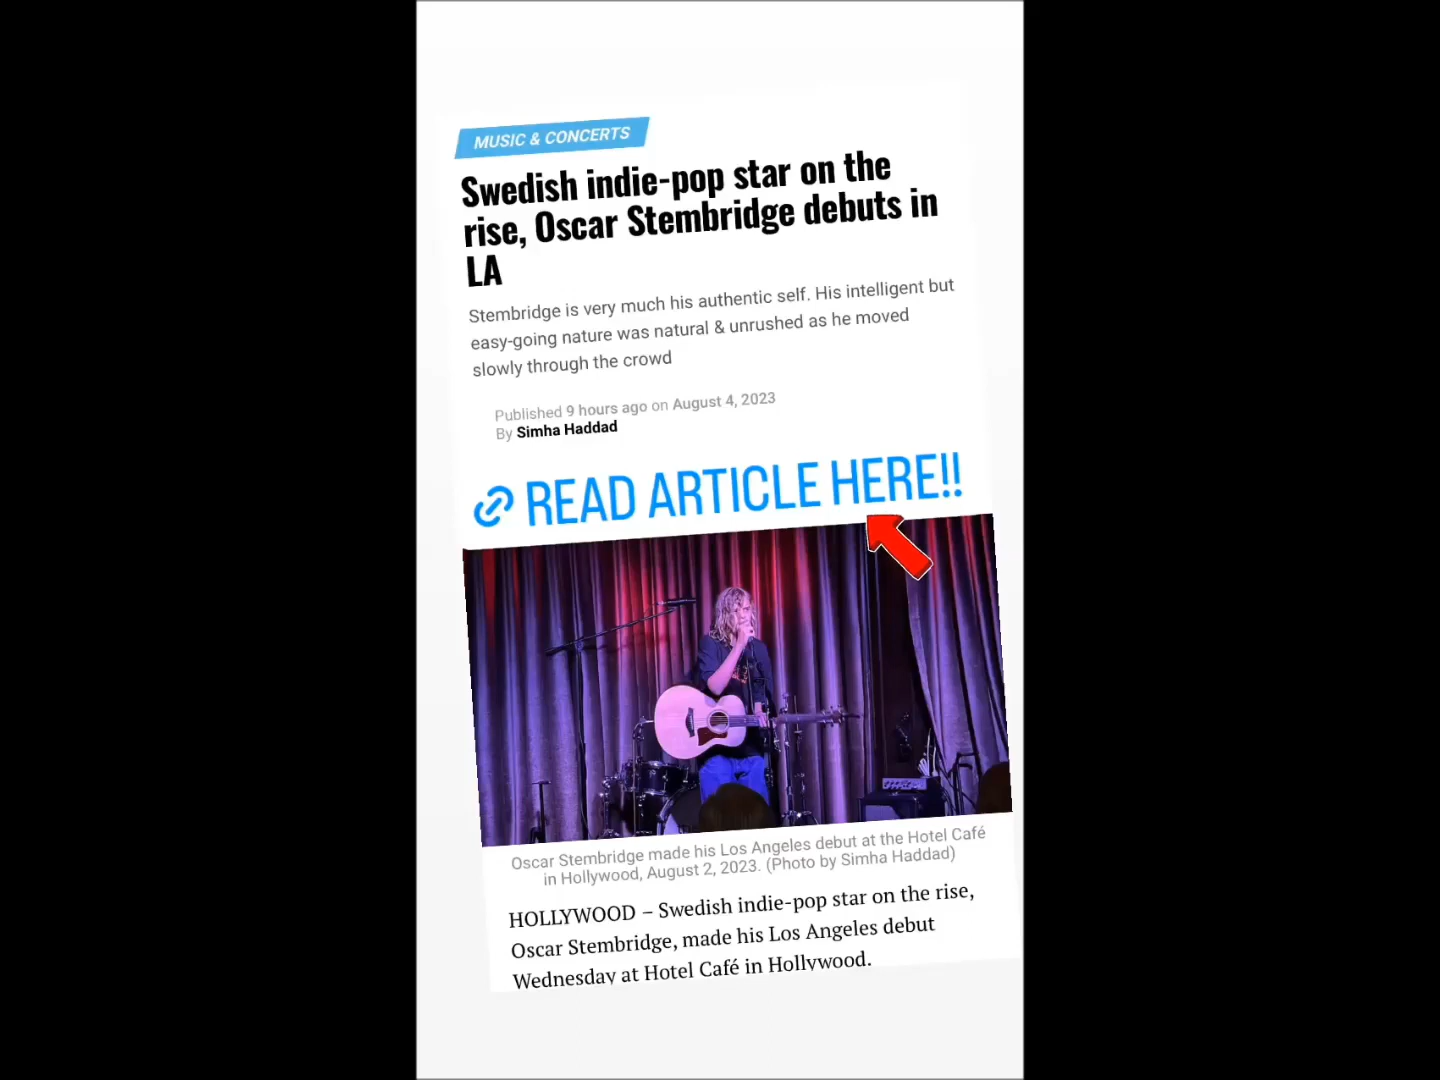 MUSIC & CONCERTS
Swedish indie-pop star on the
rise, Oscar Stembridge debuts in
LA
Stembridge is very much his authentic self. His intelligent but
easy-going nature was natural & unrushed as he moved
slowly through the crowd
Published 9 hours ago on August 4, 2023
By Simha Haddad
READ ARTICLE HERE!!
Oscar Stembridge made his Los Angeles debut at the Hotel Café
in Hollywood, August 2, 2023. (Photo by Simha Haddad)
HOLLYWOOD – Swedish indie-pop star on the rise,
Oscar Stembridge, made his Los Angeles debut
Wednesday at Hotel Café in Hollywood.